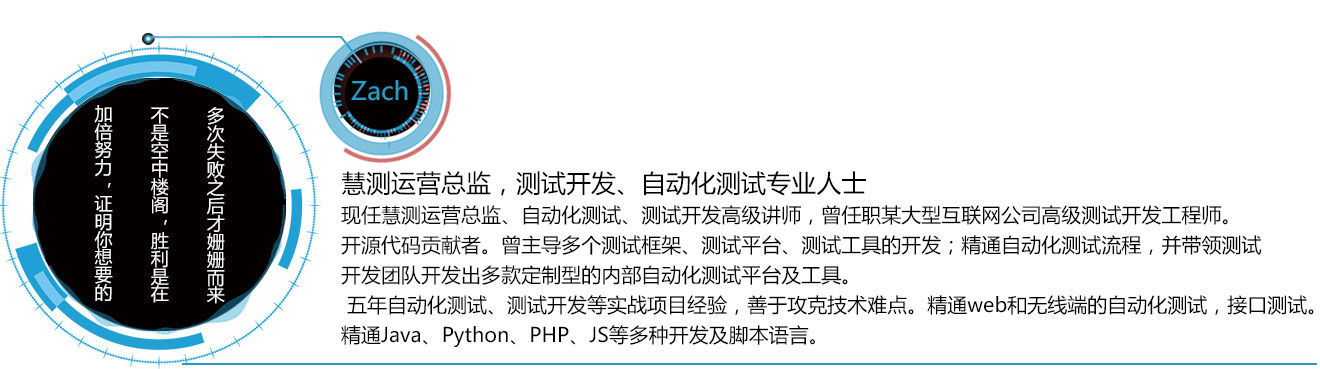 多次失败之后才姗姗而来
不是空中楼阁，胜利是在
加倍努力，证明你想要的
Zach
慧测运营总监，测试开发、自动化测试专业人士
现任慧测运营总监、自动化测试、测试开发高级讲师，曾任职某大型互联网公司高级测试开发工程师。
开源代码贡献者。曾主导多个测试框架、测试平台、测试工具的开发；精通自动化测试流程，并带领测试
开发团队开发出多款定制型的内部自动化测试平台及工具。
五年自动化测试、测试开发等实战项目经验，善于攻克技术难点。精通web和无线端的自动化测试，接口测试。
精通Java、Python、PHP、JS等多种开发及脚本语言。